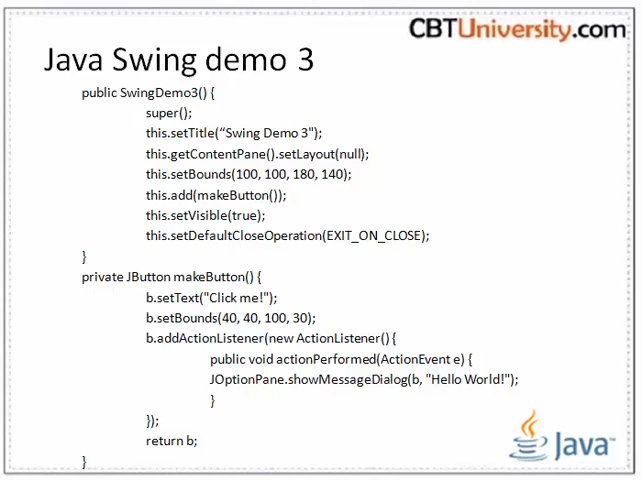 CBTUniversity.com
Java Swing demo 3
public SwingDemo3() {
super();
this.setTitle(“Swing Demo 3");
this.getContentPane().setLayout(null);
this.setBounds(100, 100, 180, 140);
this.add(makeButton());
this.setVisible(true);
this.setDefaultCloseOperation(EXIT_ON_CLOSE);
}
private JButton makeButton() {
b.setText("Click me!");
b.setBounds(40, 40, 100, 30);
b.addActionListener(new ActionListener() {
public void actionPerformed(ActionEvent e) {
JOptionPane.showMessageDialog(b, "Hello World!");
}
});
return b;
}
Java™